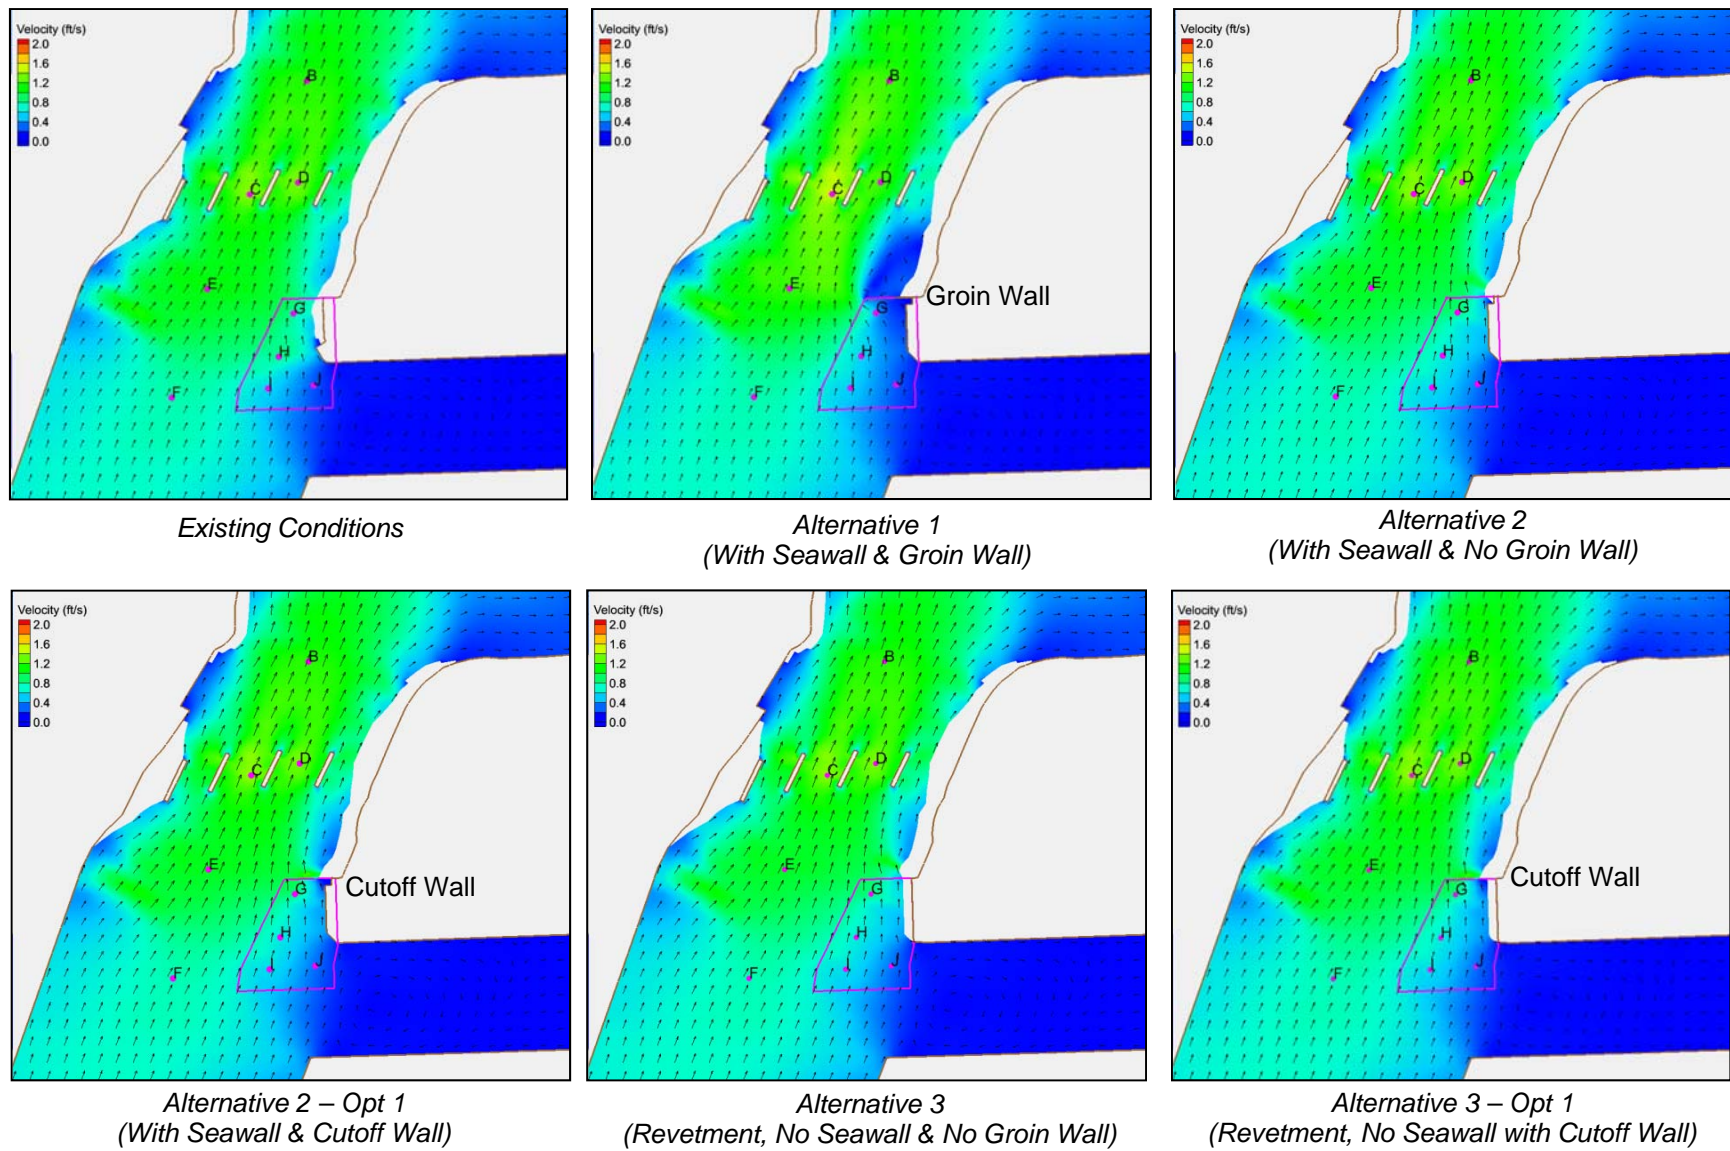 Velocity (ft/s)
2.0
1.6
1.2
0.8
0.4
0.0
B
C
D
E
F
G
H
I
J
Existing Conditions
Velocity (ft/s)
2.0
1.6
1.2
0.8
0.4
0.0
B
C
D
E
F
G
H
I
J
Groin Wall
Alternative 1
(With Seawall & Groin Wall)
Velocity (ft/s)
2.0
1.6
1.2
0.8
0.4
0.0
B
C
D
E
F
G
H
I
J
Alternative 2
(With Seawall & No Groin Wall)
Velocity (ft/s)
2.0
1.6
1.2
0.8
0.4
0.0
B
C
D
E
F
G
H
I
J
Cutoff Wall
Alternative 2 – Opt 1
(With Seawall & Cutoff Wall)
Velocity (ft/s)
2.0
1.6
1.2
0.8
0.4
0.0
B
C
D
E
F
G
H
I
J
Alternative 3
(Revetment, No Seawall & No Groin Wall)
Velocity (ft/s)
2.0
1.6
1.2
0.8
0.4
0.0
B
C
D
E
F
G
H
I
J
Cutoff Wall
Alternative 3 – Opt 1
(Revetment, No Seawall with Cutoff Wall)